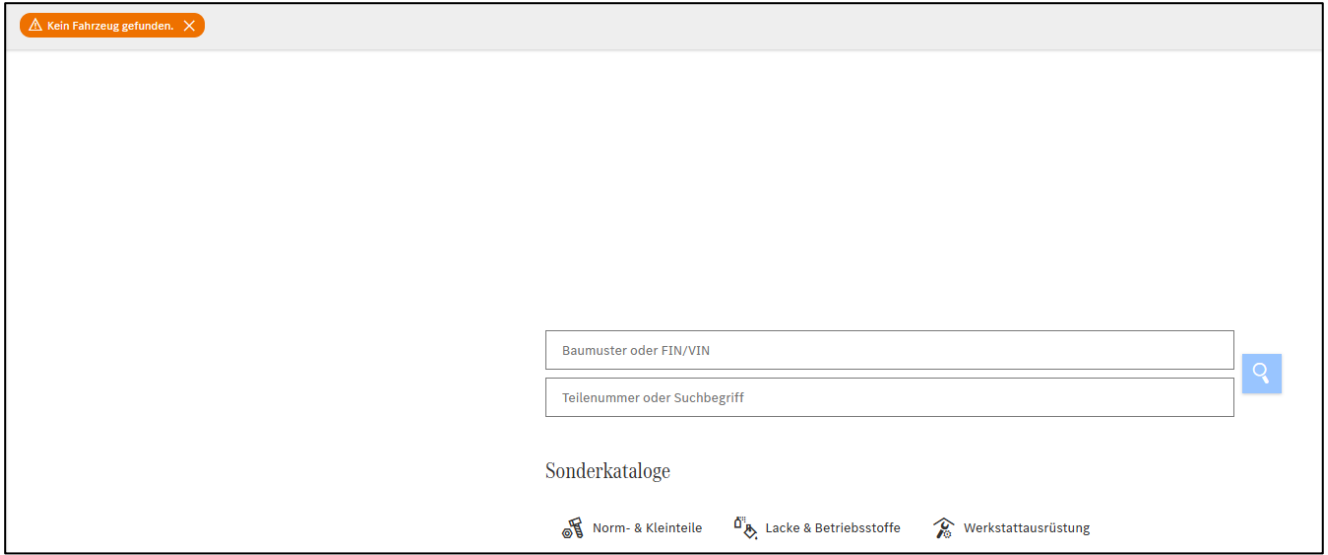 Kein Fahrzeug gefunden.
Baumuster oder FIN/VIN
Teilenummer oder Suchbegriff
Sonderkataloge
Norm- & Kleinteile Lacke & Betriebsstoffe Werkstattausrüstung